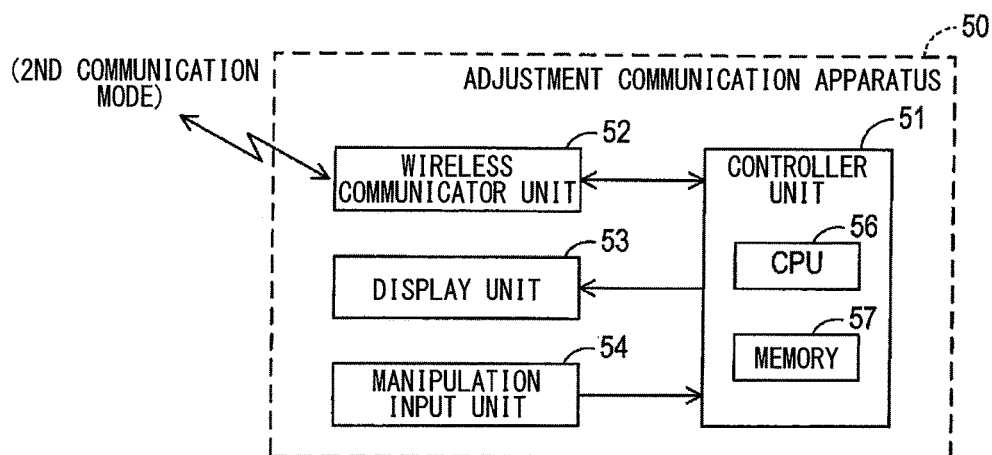 50
(2ND COMMUNICATION
MODE)
ADJUSTMENT COMMUNICATION APPARATUS
52
WIRELESS
COMMUNICATOR UNIT
51
CONTROLLER
UNIT
56
CPU
53
DISPLAY UNIT
57
MEMORY
54
MANIPULATION
INPUT UNIT